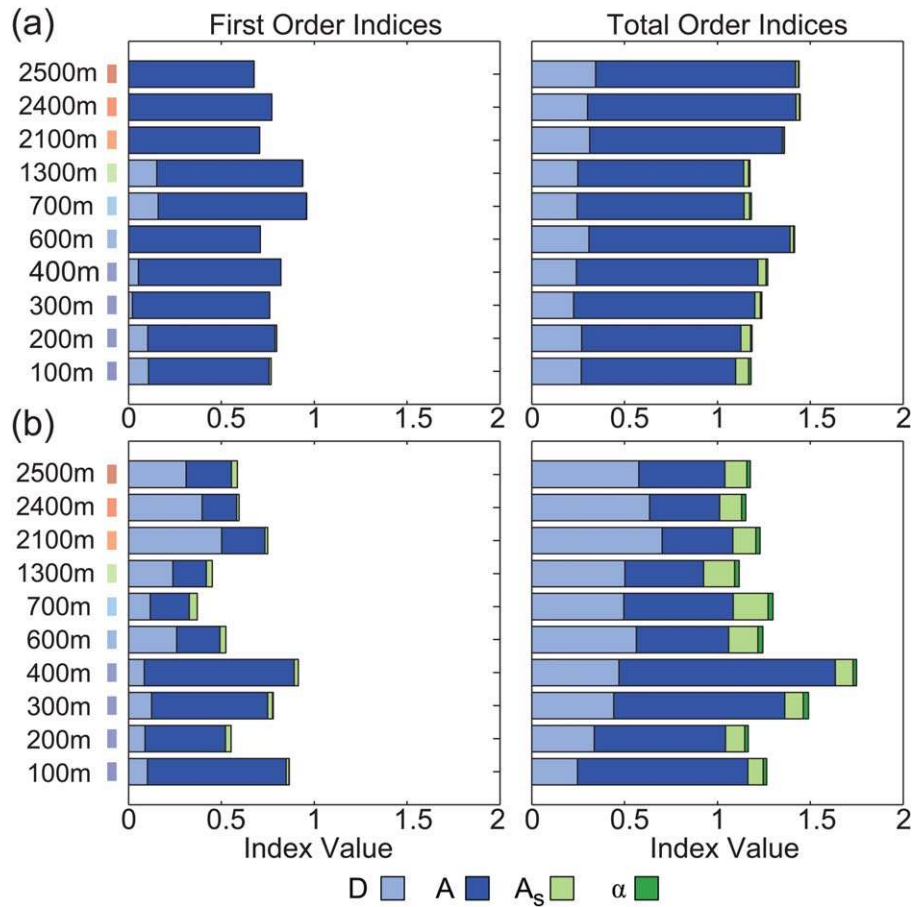 (a) First Order Indices Total Order Indices
2500m
2400m
2100m
1300m
700m
600m
400m
300m
200m
100m
0 0.5 1 1.5 2 0 0.5 1 1.5 2
(b)
2500m
2400m
2100m
1300m
700m
600m
400m
300m
200m
100m
0 0.5 1 1.5 2 0 0.5 1 1.5 2
Index Value Index Value
D A As α